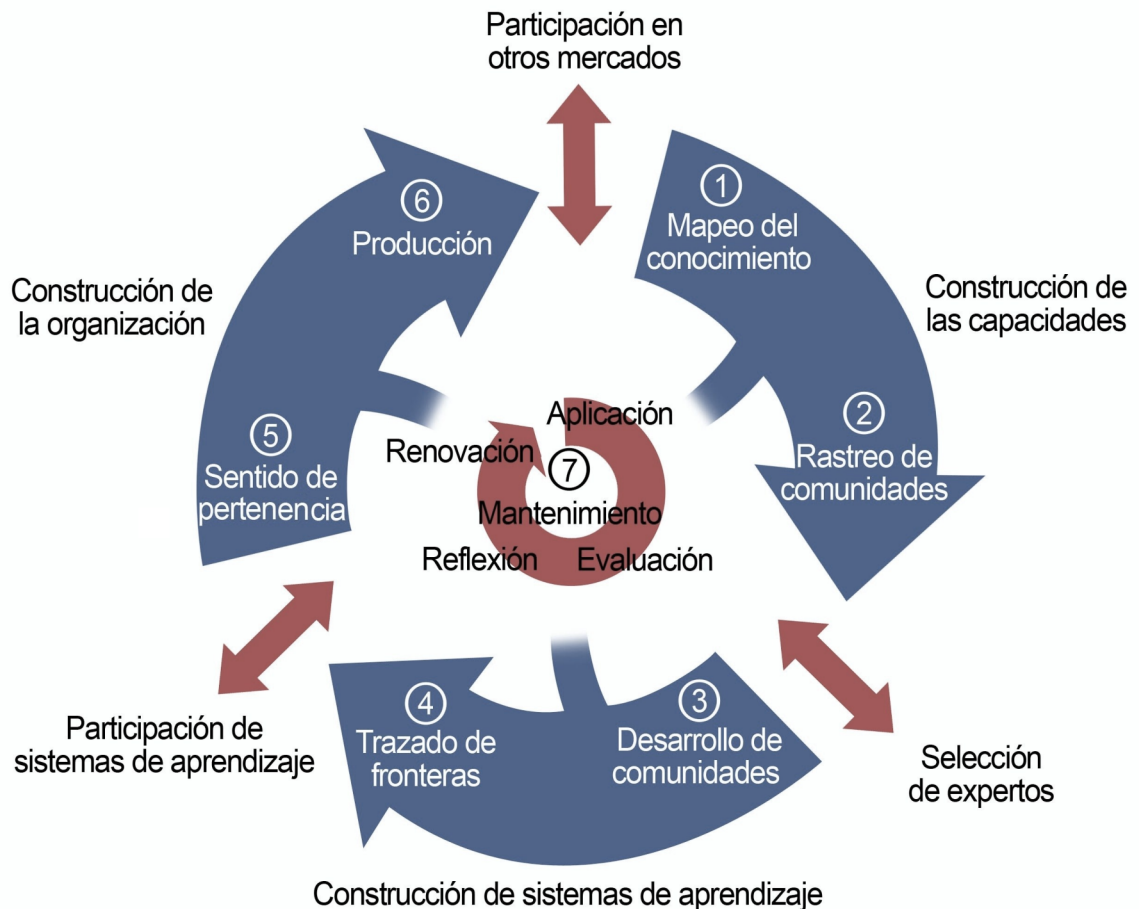 Participación en
otros mercados
①
Mapeo del
conocimiento
Construcción de
las capacidades
②
Rastreo de
comunidades
Selección
de expertos
③
Desarrollo de
comunidades
Construcción de sistemas de aprendizaje
④
Trazado de
fronteras
Participación de
sistemas de aprendizaje
⑤
Sentido de
pertenencia
Construcción de
la organización
⑥
Producción
Aplicación
Renovación
⑦
Mantenimiento
Reflexión
Evaluación